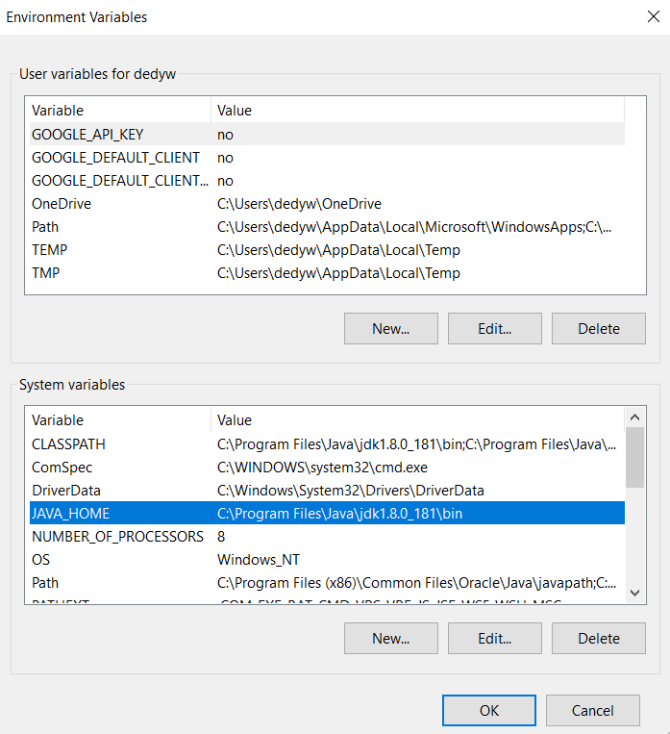 Environment Variables
User variables for dedyw
Variable Value
GOOGLE_API_KEY no
GOOGLE_DEFAULT_CLIENT no
GOOGLE_DEFAULT_CLIENT... no
OneDrive C:\Users\dedyw\OneDrive
Path C:\Users\dedyw\AppData\Local\Microsoft\WindowsApps;C:\...
TEMP C:\Users\dedyw\AppData\Local\Temp
TMP C:\Users\dedyw\AppData\Local\Temp
New... Edit... Delete
System variables
Variable Value
CLASSPATH C:\Program Files\Java\jdk1.8.0_181\bin;C:\Program Files\Java\...
ComSpec C:\WINDOWS\system32\cmd.exe
DriverData C:\Windows\System32\Drivers\DriverData
JAVA_HOME C:\Program Files\Java\jdk1.8.0_181\bin
NUMBER_OF_PROCESSORS 8
OS Windows_NT
Path C:\Program Files (x86)\Common Files\Oracle\Java\javapath;C:...
New... Edit... Delete
OK Cancel